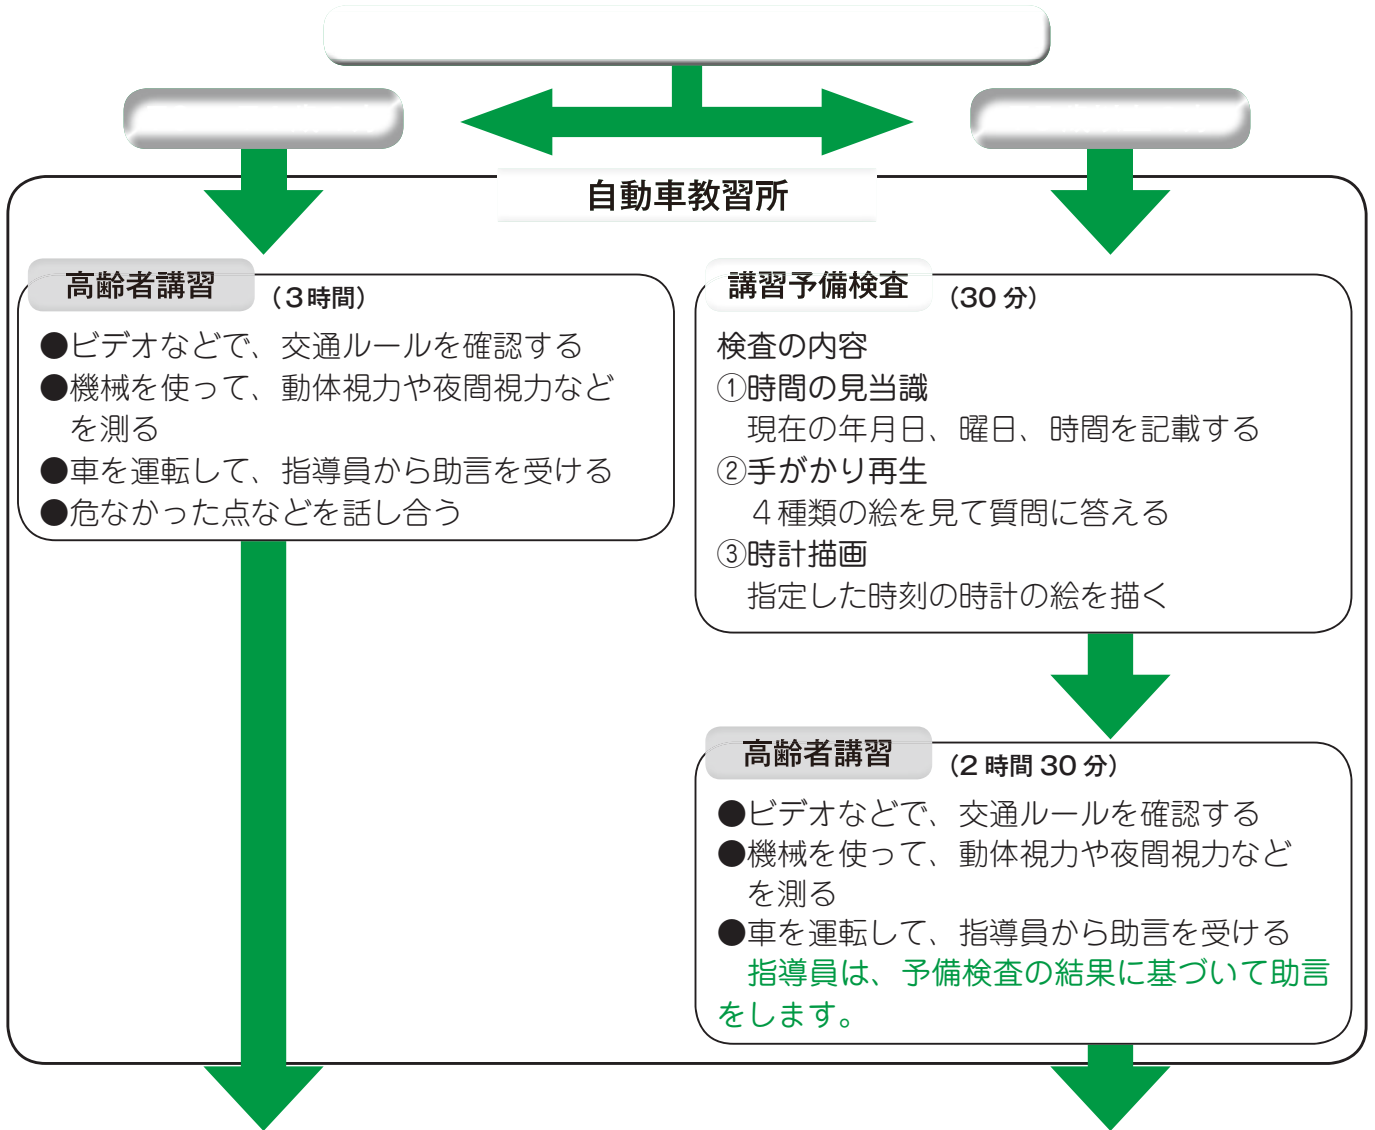 自動車教習所
高齢者講習
（３時間）
●ビデオなどで、交通ルールを確認する
●機械を使って、動体視力や夜間視力など
を測る
●車を運転して、指導員から助言を受ける
●危なかった点などを話し合う
講習予備検査
（30 分）
検査の内容
①時間の見当識
現在の年月日、曜日、時間を記載する
②手がかり再生
４種類の絵を見て質問に答える
③時計描画
指定した時刻の時計の絵を描く
高齢者講習
（2 時間 30 分）
●ビデオなどで、交通ルールを確認する
●機械を使って、動体視力や夜間視力など
を測る
●車を運転して、指導員から助言を受ける
指導員は、予備検査の結果に基づいて助言
をします。